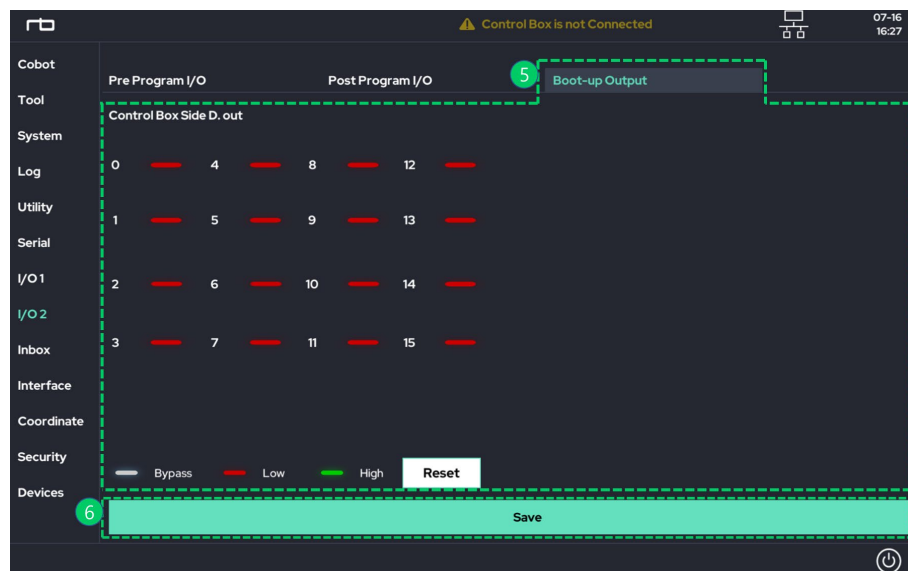 Control Box is not Connected
07-16
16:27
Cobot
Tool
System
Log
Utility
Serial
I/O 1
I/O 2
Inbox
Interface
Coordinate
Security
Devices
Pre Program I/O Post Program I/O 5 Boot-up Output
Control Box Side D. out
0 4 8 12
1 5 9 13
2 6 10 14
3 7 11 15
Bypass Low High Reset
6 Save